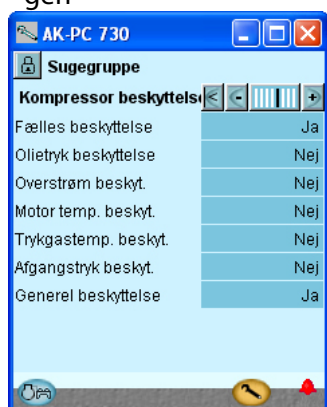 gen
AK-PC 730
Sugegruppe
Kompressor beskyttels
Fælles beskyttelse Ja
Olietryk beskyttelse Nej
Overstrøm beskyt. Nej
Motor temp. beskyt. Nej
Trykgastemp. beskyt. Nej
Afgangstryk beskyt. Nej
Generel beskyttelse Ja